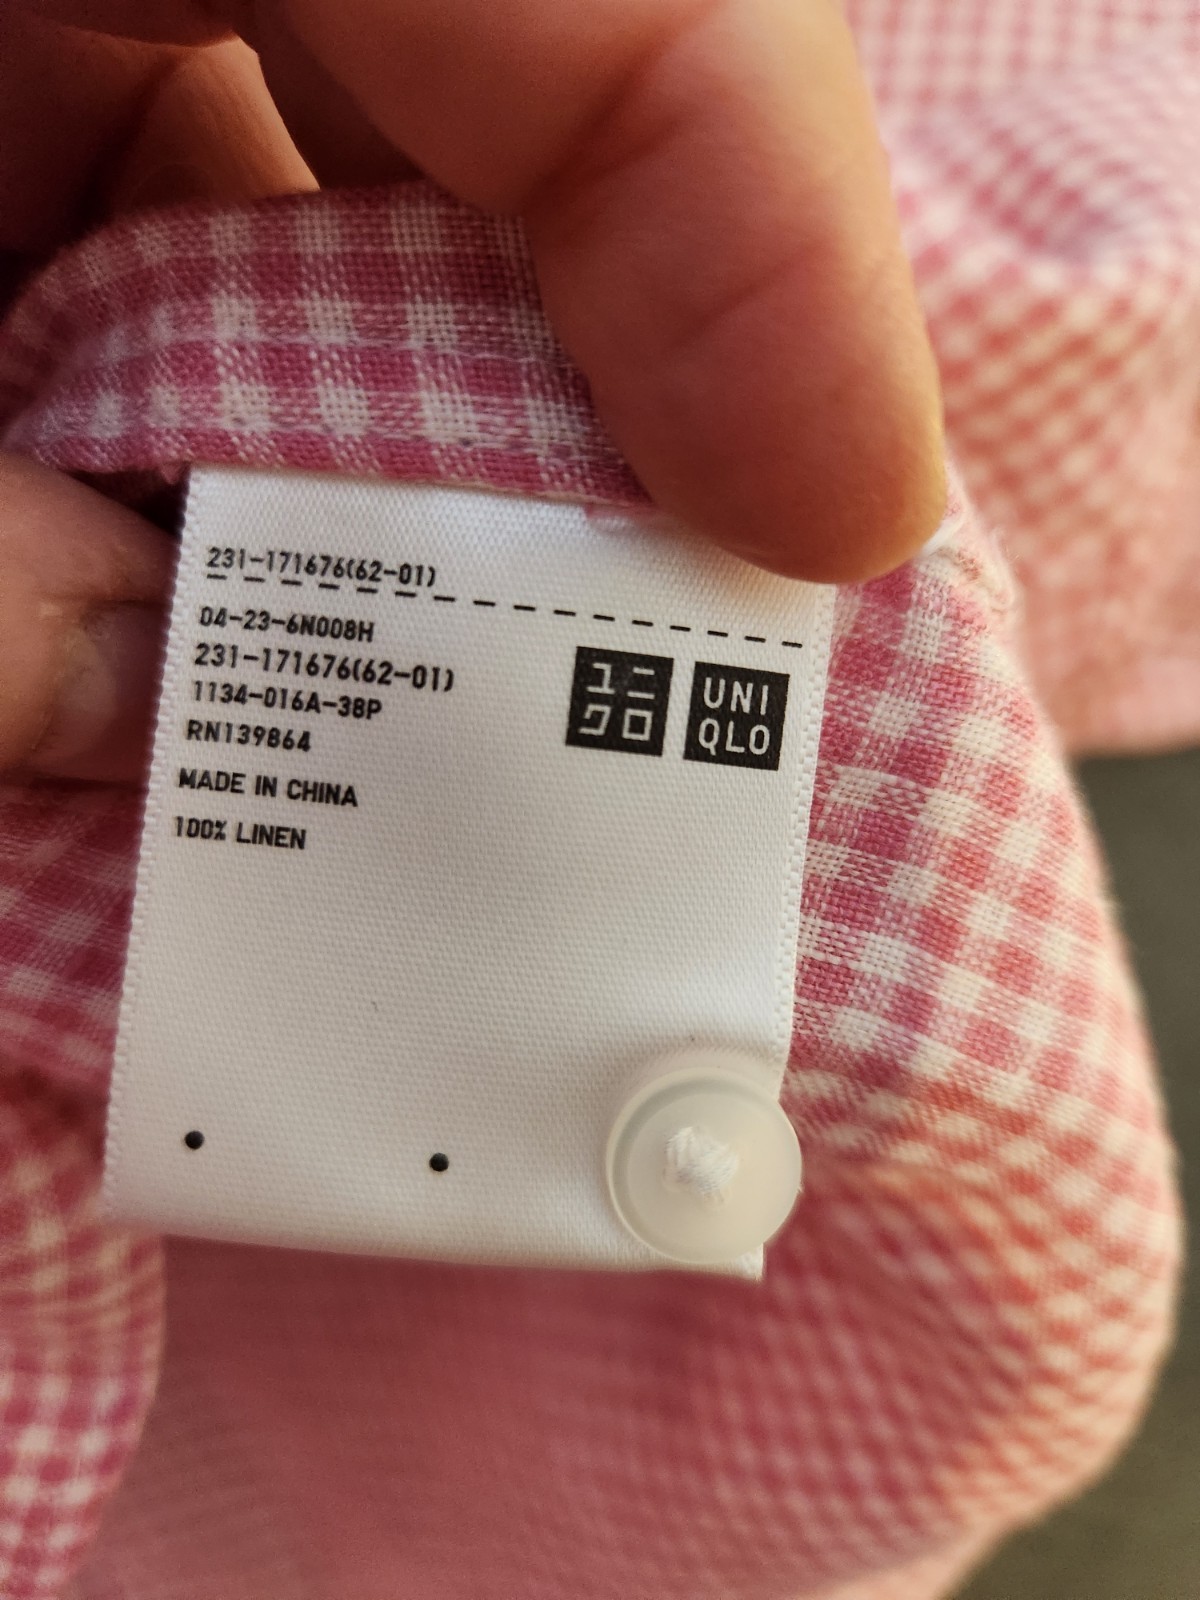 231-171676(62-01)
04-23-6N008H
231-171676(62-01)
1134-016A-38P
RN139864
MADE IN CHINA
100% LINEN
ユニ
クロ
UNI
QLO